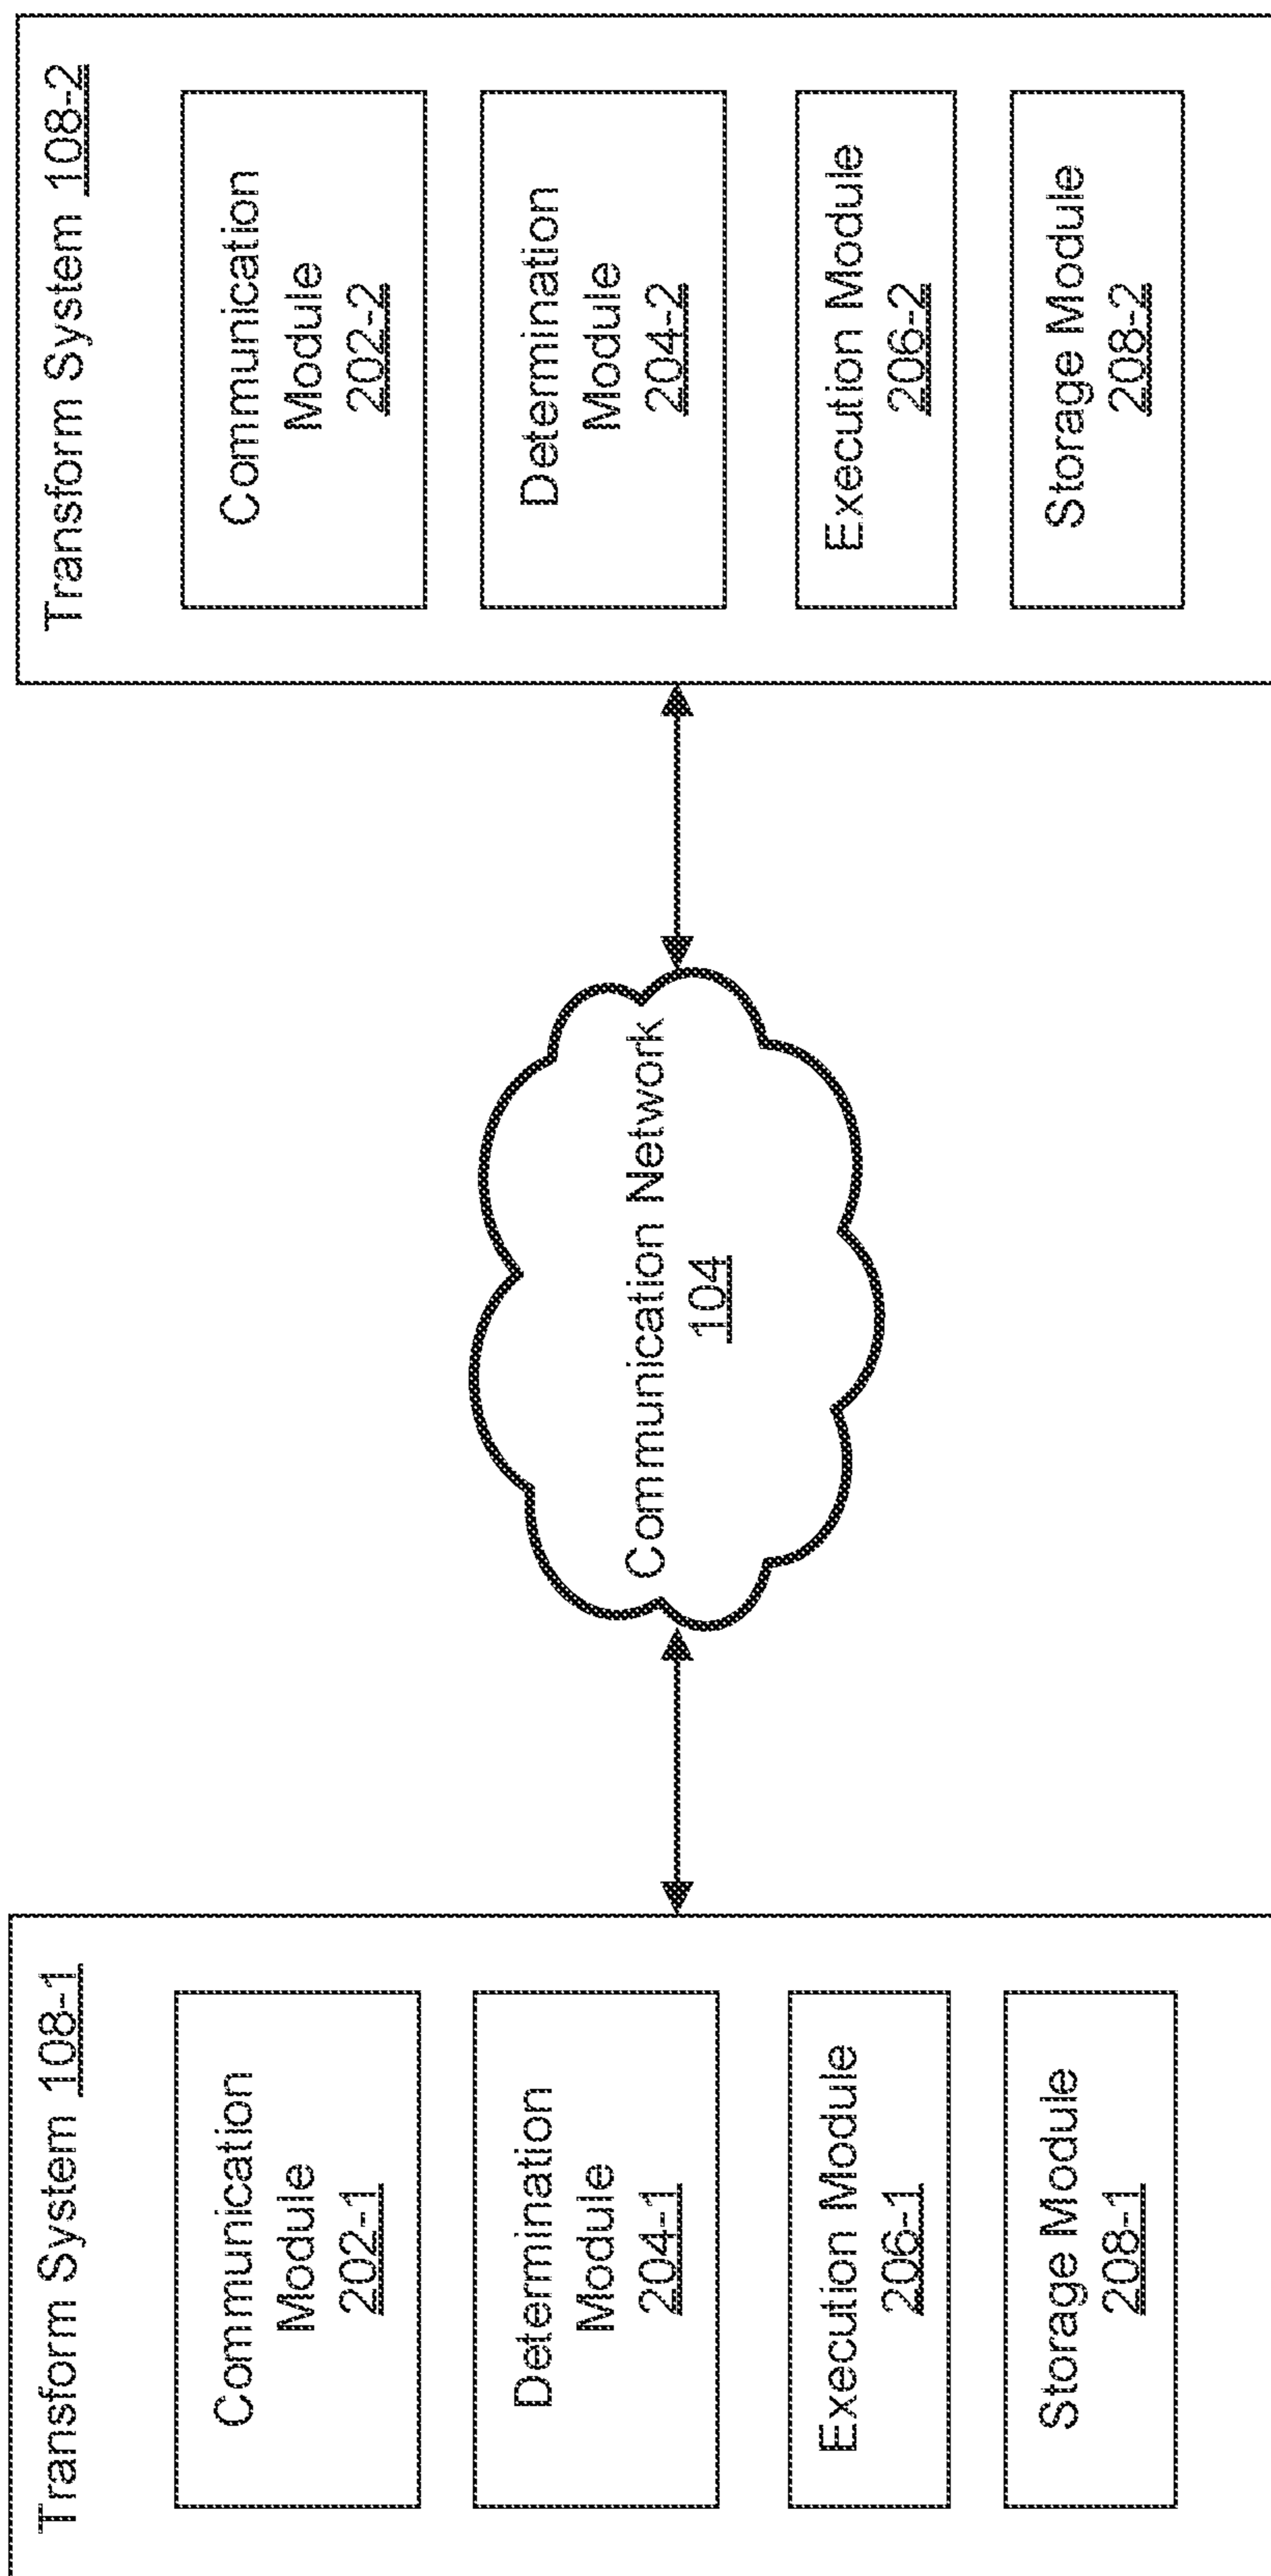 Transform System 108-1
Communication
Module
202-1
Determination
Module
204-1
Execution Module
206-1
Storage Module
208-1
Communication Network
104
Transform System 108-2
Communication
Module
202-2
Determination
Module
204-2
Execution Module
206-2
Storage Module
208-2